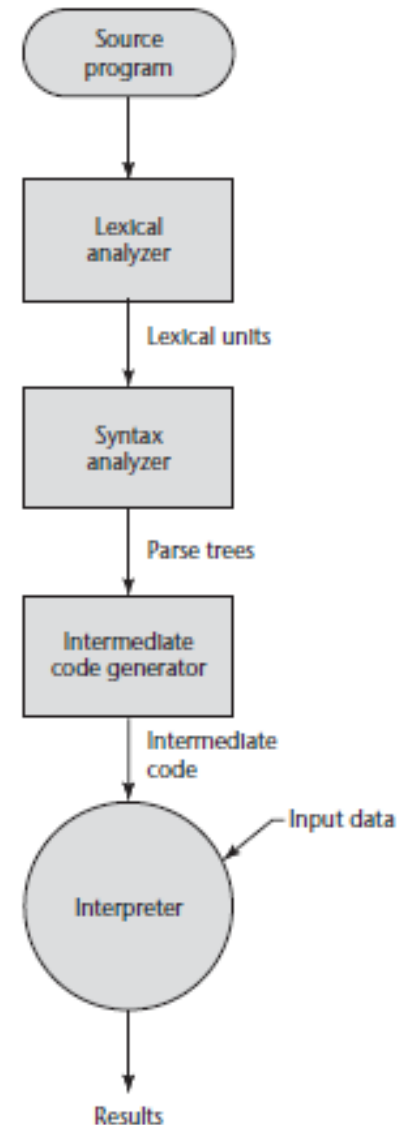 Source
program
Lexical
analyzer
Lexical units
Syntax
analyzer
Parse trees
Intermediate
code generator
Intermediate
code
Input data
Interpreter
Results